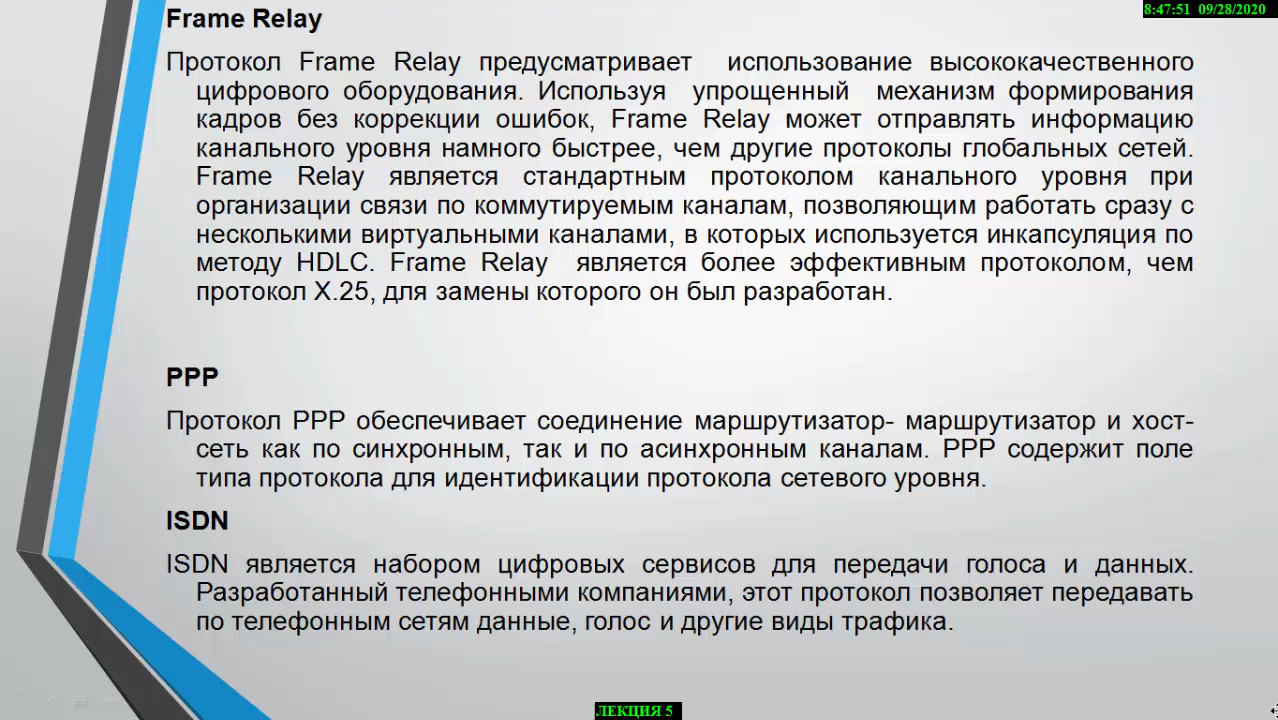 8:47:51 09/28/2020
Frame Relay
Протокол Frame Relay предусматривает использование высококачественного
цифрового оборудования. Используя упрощенный механизм формирования
кадров без коррекции ошибок, Frame Relay может отправлять информацию
канального уровня намного быстрее, чем другие протоколы глобальных сетей.
Frame Relay является стандартным протоколом канального уровня при
организации связи по коммутируемым каналам, позволяющим работать сразу с
несколькими виртуальными каналами, в которых используется инкапсуляция по
методу HDLC. Frame Relay является более эффективным протоколом, чем
протокол X.25, для замены которого он был разработан.
PPP
Протокол PPP обеспечивает соединение маршрутизатор- маршрутизатор и хост-
сеть как по синхронным, так и по асинхронным каналам. PPP содержит поле
типа протокола для идентификации протокола сетевого уровня.
ISDN
ISDN является набором цифровых сервисов для передачи голоса и данных.
Разработанный телефонными компаниями, этот протокол позволяет передавать
по телефонным сетям данные, голос и другие виды трафика.
ЛЕКЦИЯ 5